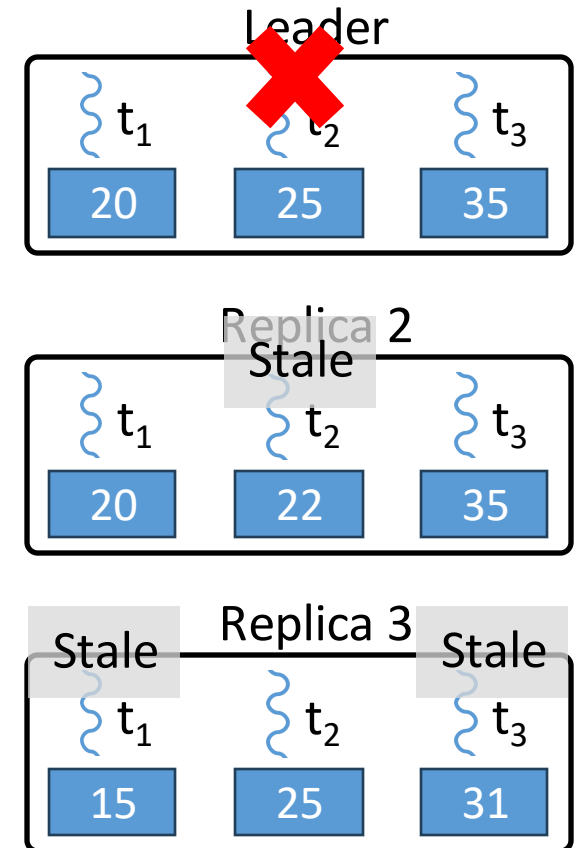 Leader
t1 t2 t3
20 25 35
Replica 2
Stale
t1 t2 t3
20 22 35
Replica 3
Stale Stale
t1 t2 t3
15 25 31